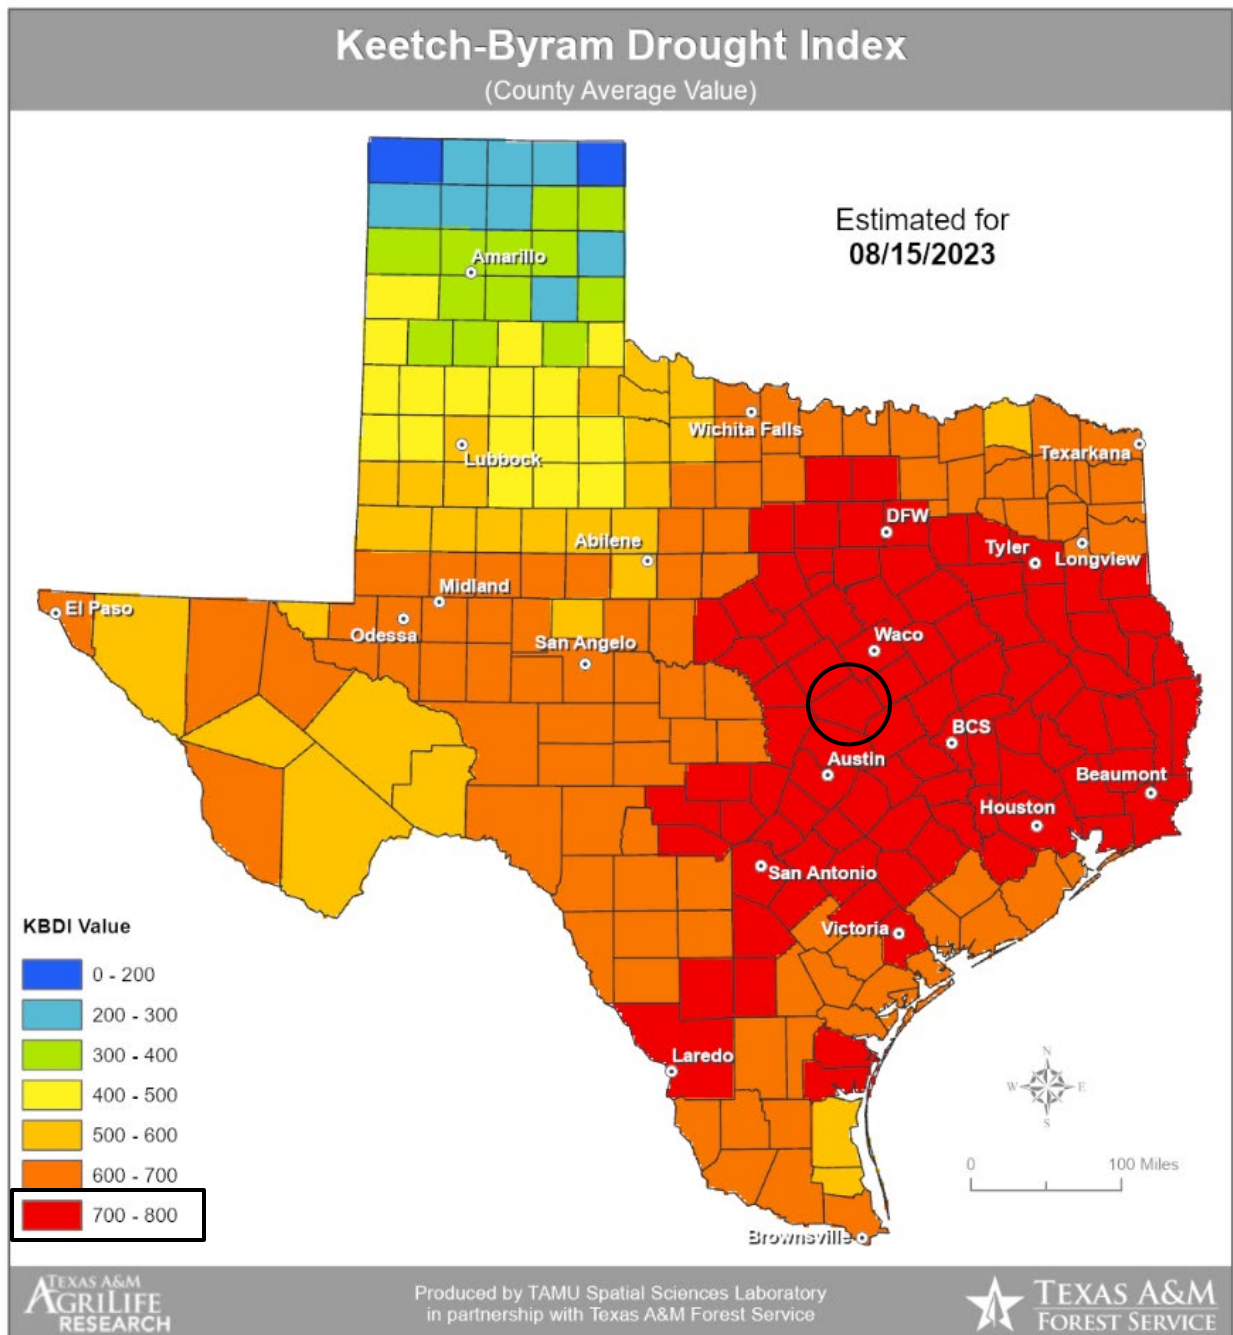 Keetch-Byram Drought Index
(County Average Value)
Estimated for
08/15/2023
Amarillo
Wichita Falls
Texarkana
Lubbock
DFW
Abilene
Tyler
Longview
Midland
El Paso
Odessa
San Angelo
Waco
BCS
Austin
Beaumont
Houston
San Antonio
Victoria
KBDI Value
0 - 200
200 - 300
300 - 400
400 - 500
500 - 600
600 - 700
700 - 800
Laredo
N
W
E
S
0
100 Miles
Brownsville
TEXAS A&M
AGRILIFE
RESEARCH
Produced by TAMU Spatial Sciences Laboratory
in partnership with Texas A&M Forest Service
TEXAS A&M
FOREST SERVICE